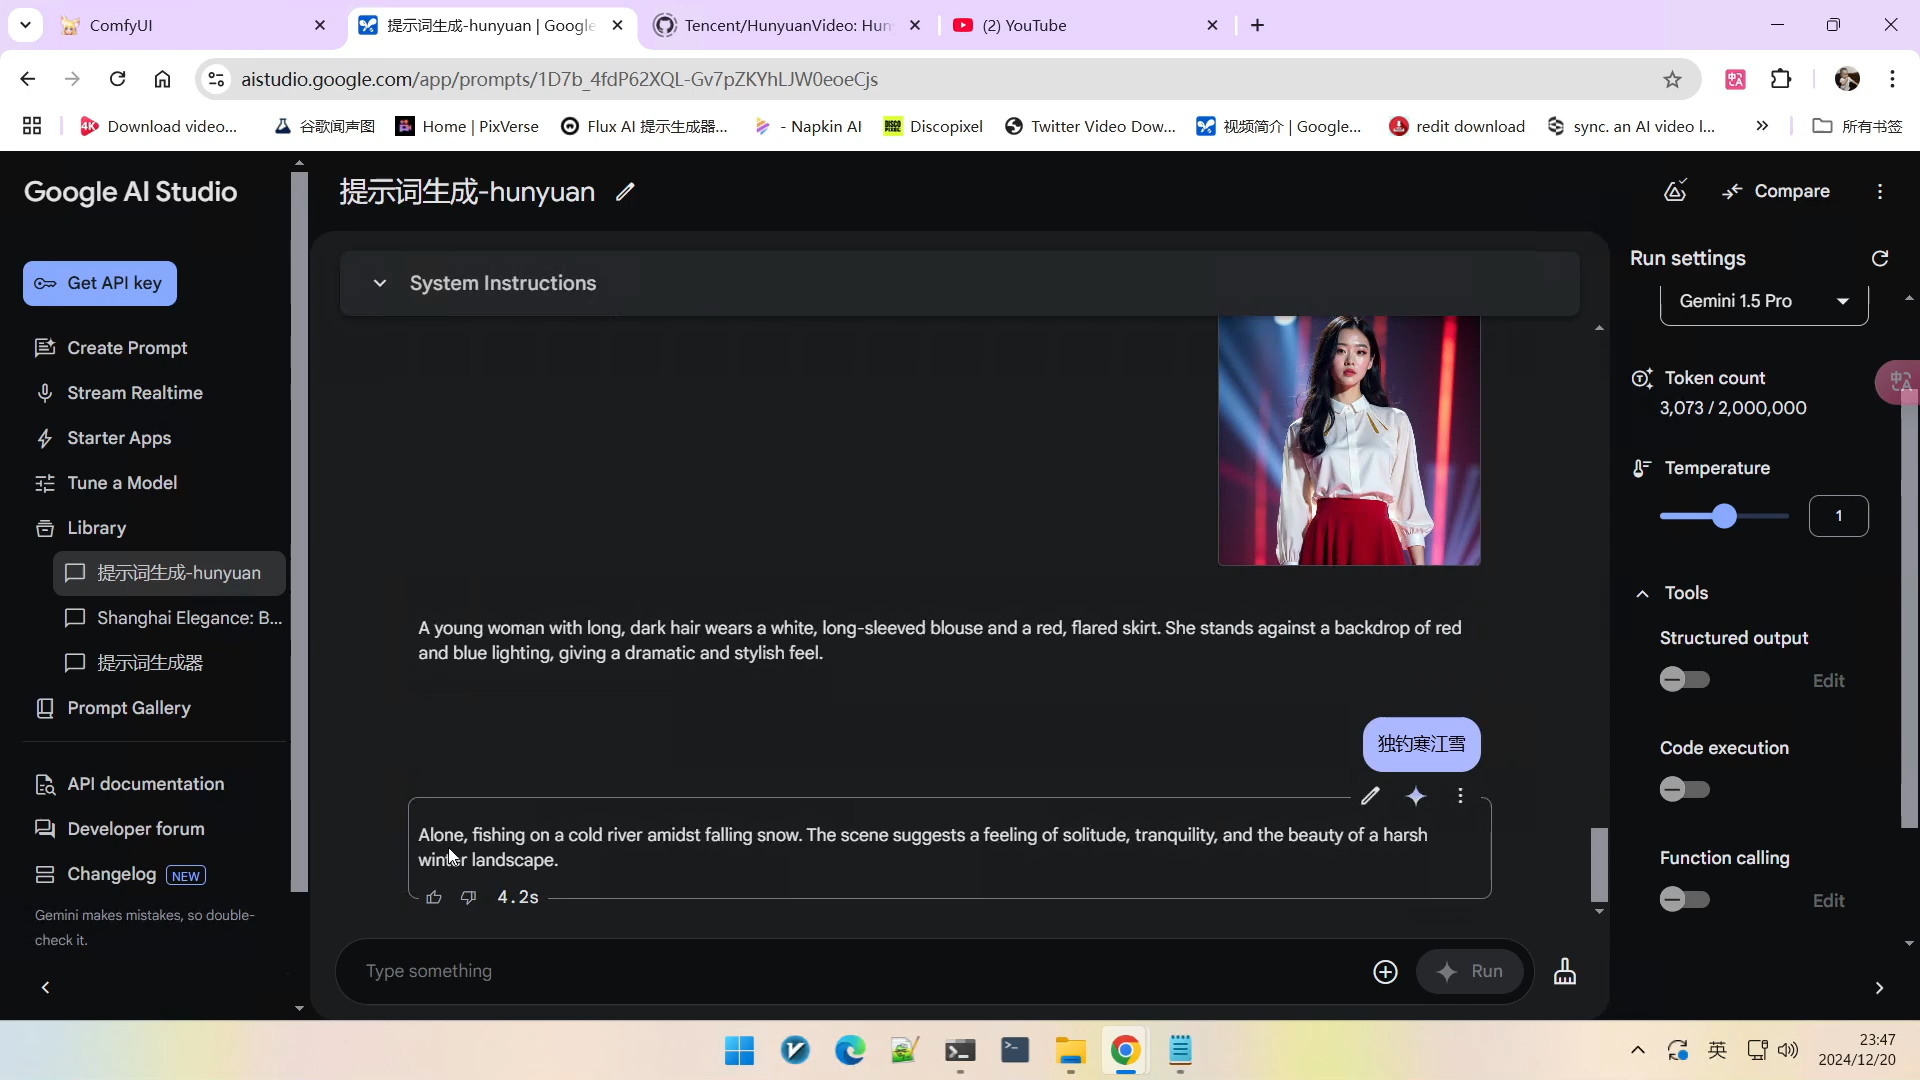 ComfyUI
提示词生成-hunyuan | Google
Tencent/HunyuanVideo: Hun
(2) YouTube
aistudio.google.com/app/prompts/1D7b_4fdP62XQL-Gv7pZKYhLJW0eoeCjs
Download video...
谷歌闻声图
Home | PixVerse
Flux AI 提示生成器...
- Napkin AI
Discopixel
Twitter Video Dow...
视频简介 | Google...
redit download
sync. an AI video l...
所有书签
Google AI Studio
提示词生成-hunyuan
Compare
Get API key
System Instructions
Run settings
Gemini 1.5 Pro
Create Prompt
Stream Realtime
Token count
3,073 / 2,000,000
Starter Apps
Tune a Model
Temperature
1
Library
提示词生成-hunyuan
Shanghai Elegance: B...
提示词生成器
Prompt Gallery
Tools
Structured output
Edit
A young woman with long, dark hair wears a white, long-sleeved blouse and a red, flared skirt. She stands against a backdrop of red
and blue lighting, giving a dramatic and stylish feel.
独钓寒江雪
Code execution
API documentation
Developer forum
Changelog NEW
Alone, fishing on a cold river amidst falling snow. The scene suggests a feeling of solitude, tranquility, and the beauty of a harsh
winter landscape.
4.2s
Function calling
Edit
Gemini makes mistakes, so double-
check it.
Type something
Run
英
23:47
2024/12/20